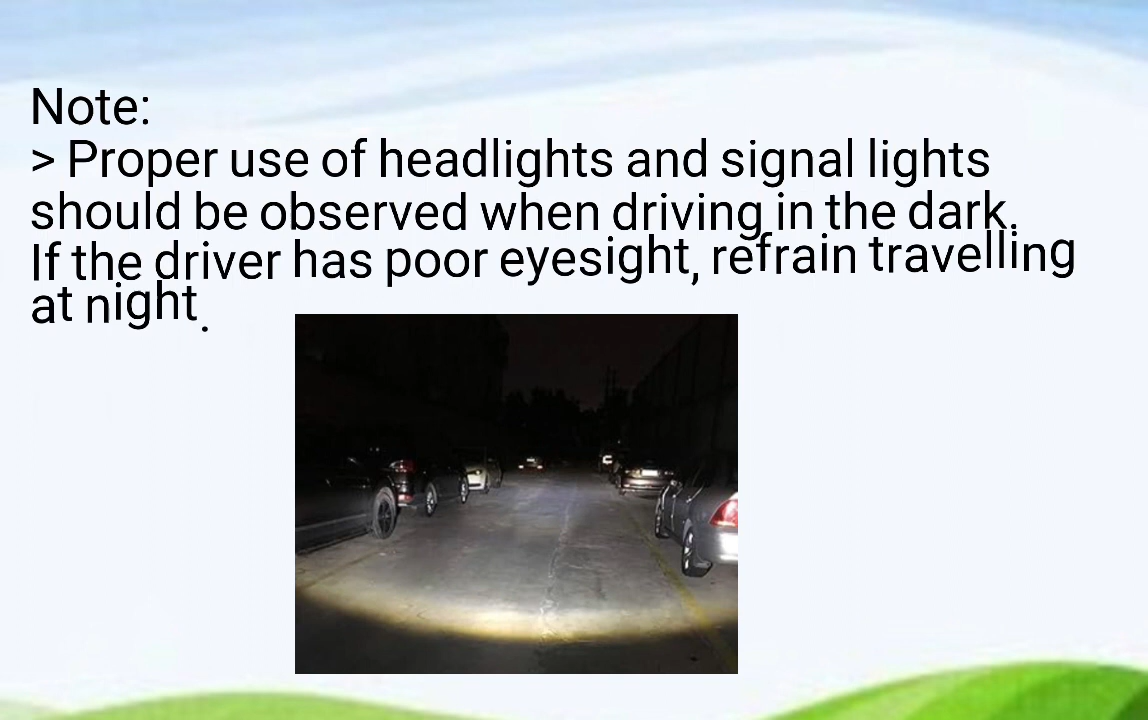 Note:
> Proper use of headlights and signal lights
should be observed when driving in the dark.
If the driver has poor eyesight, refrain travelling
at night.